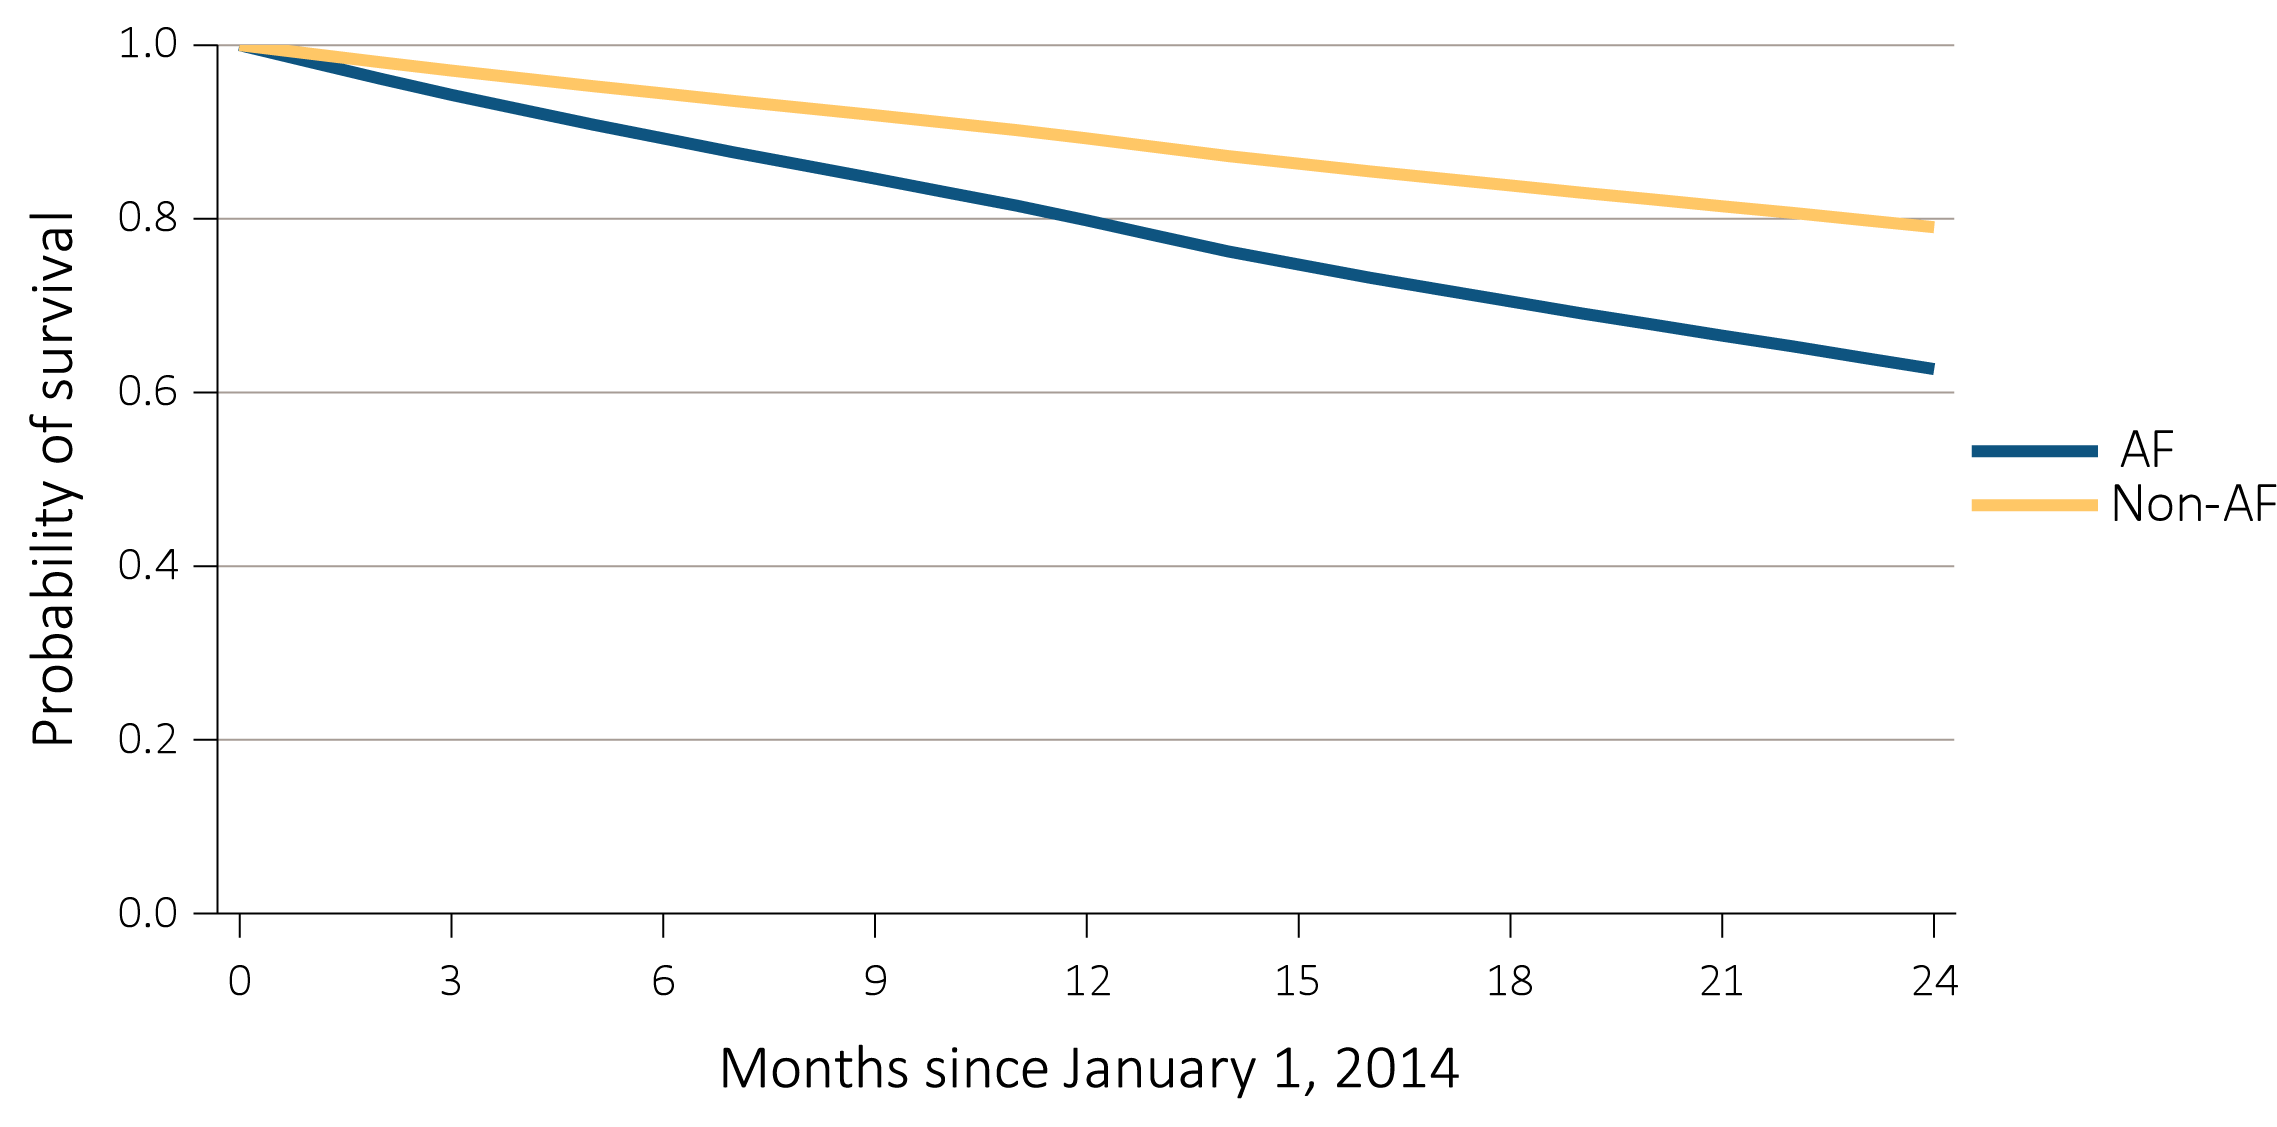 Probability of survival
1.0
0.8
0.6
0.4
0.2
0.0
0 3 6 9 12 15 18 21 24
Months since January 1, 2014
AF
Non-AF